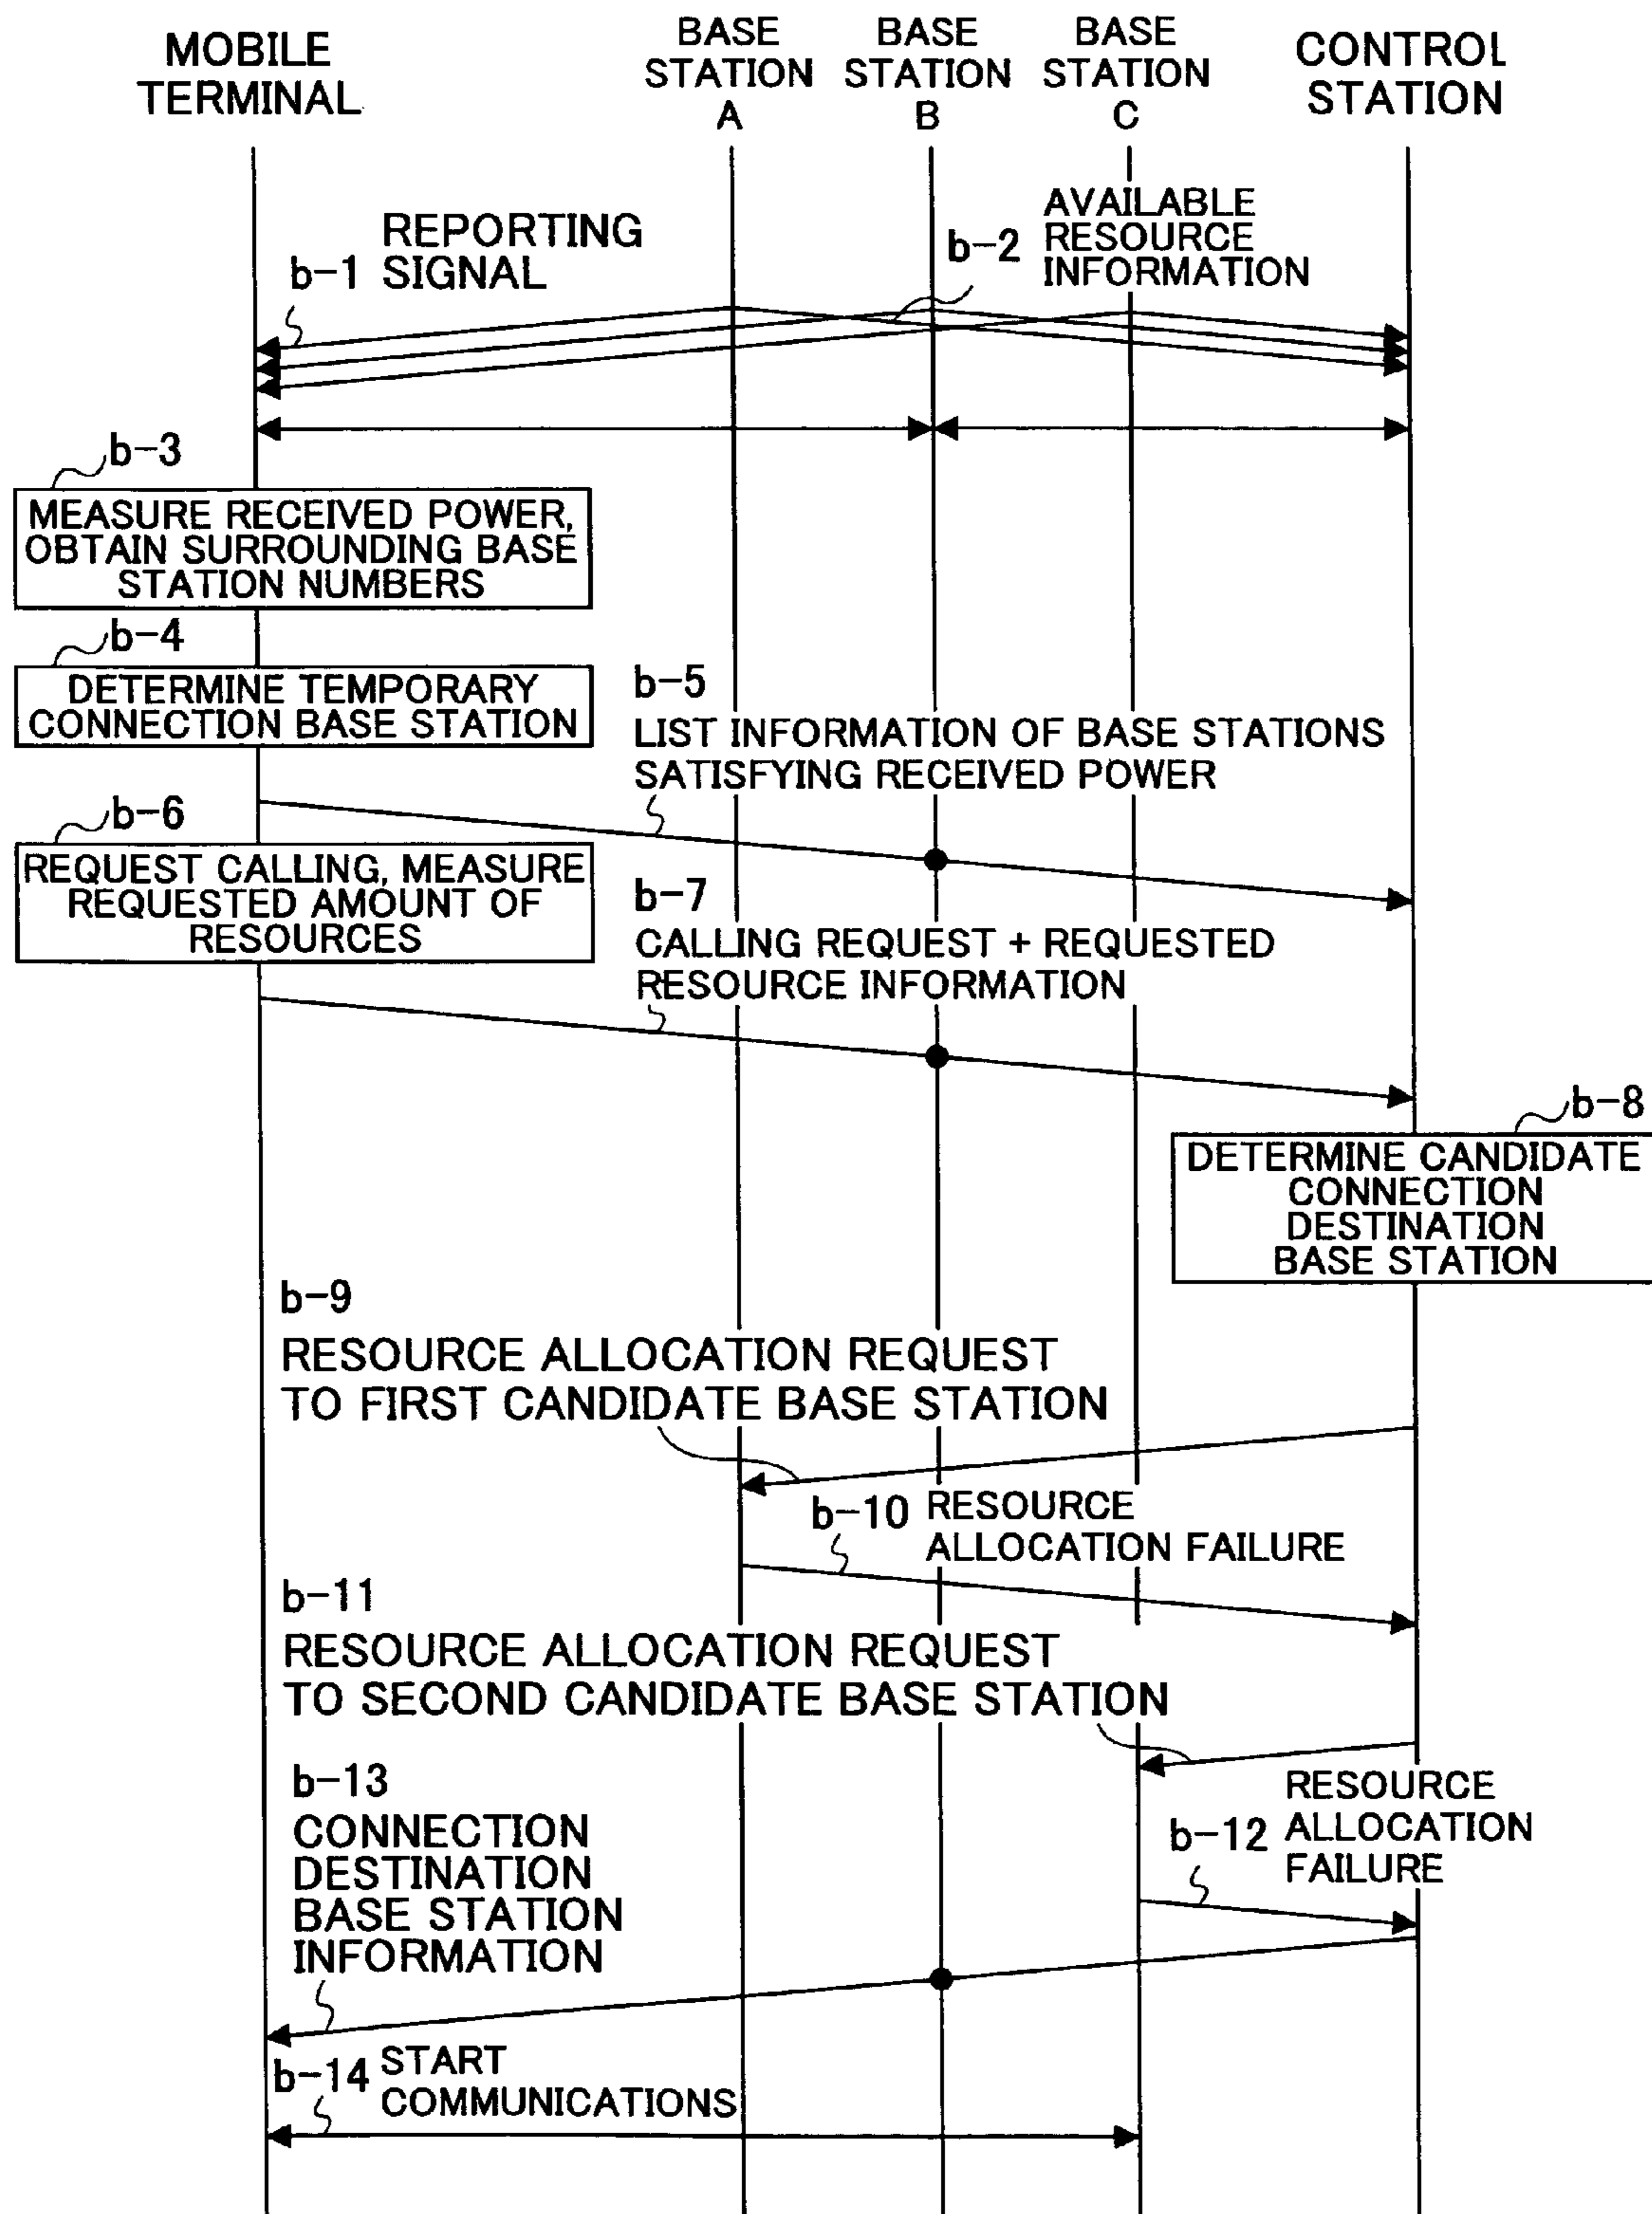 MOBILE
TERMINAL
BASE
STATION
A
BASE
STATION
B
BASE
STATION
C
CONTROL
STATION
b-1
REPORTING
SIGNAL
b-2
AVAILABLE
RESOURCE
INFORMATION
b-3
MEASURE RECEIVED POWER,
OBTAIN SURROUNDING BASE
STATION NUMBERS
b-4
DETERMINE TEMPORARY
CONNECTION BASE STATION
b-5
LIST INFORMATION OF BASE STATIONS
SATISFYING RECEIVED POWER
b-6
REQUEST CALLING, MEASURE
REQUESTED AMOUNT OF
RESOURCES
b-7
CALLING REQUEST + REQUESTED
RESOURCE INFORMATION
b-8
DETERMINE CANDIDATE
CONNECTION
DESTINATION
BASE STATION
b-9
RESOURCE ALLOCATION REQUEST
TO FIRST CANDIDATE BASE STATION
b-10
RESOURCE
ALLOCATION FAILURE
b-11
RESOURCE ALLOCATION REQUEST
TO SECOND CANDIDATE BASE STATION
b-12
RESOURCE
ALLOCATION
FAILURE
b-13
CONNECTION
DESTINATION
BASE STATION
INFORMATION
b-14
START
COMMUNICATIONS